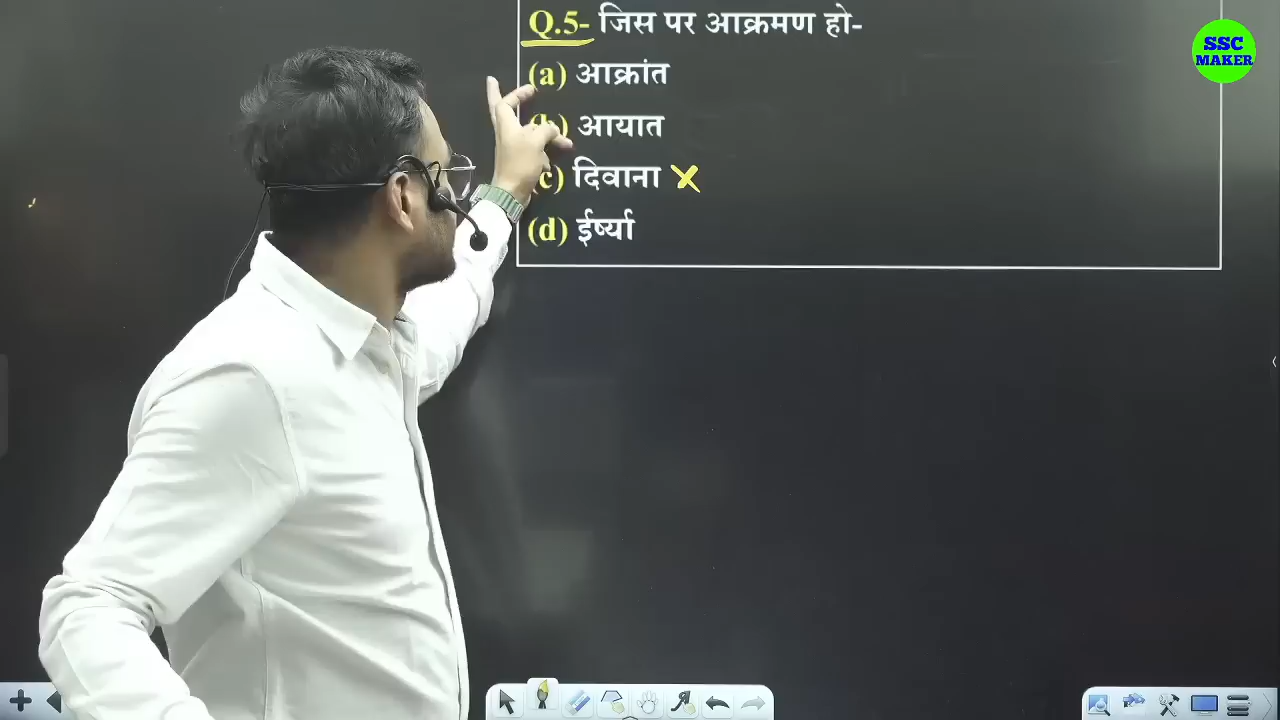 Q.5- जिस पर आक्रमण हो-
(a) आक्रांत
(b) आयात
(c) दिवाना
(d) ईर्ष्या
SSC
MAKER